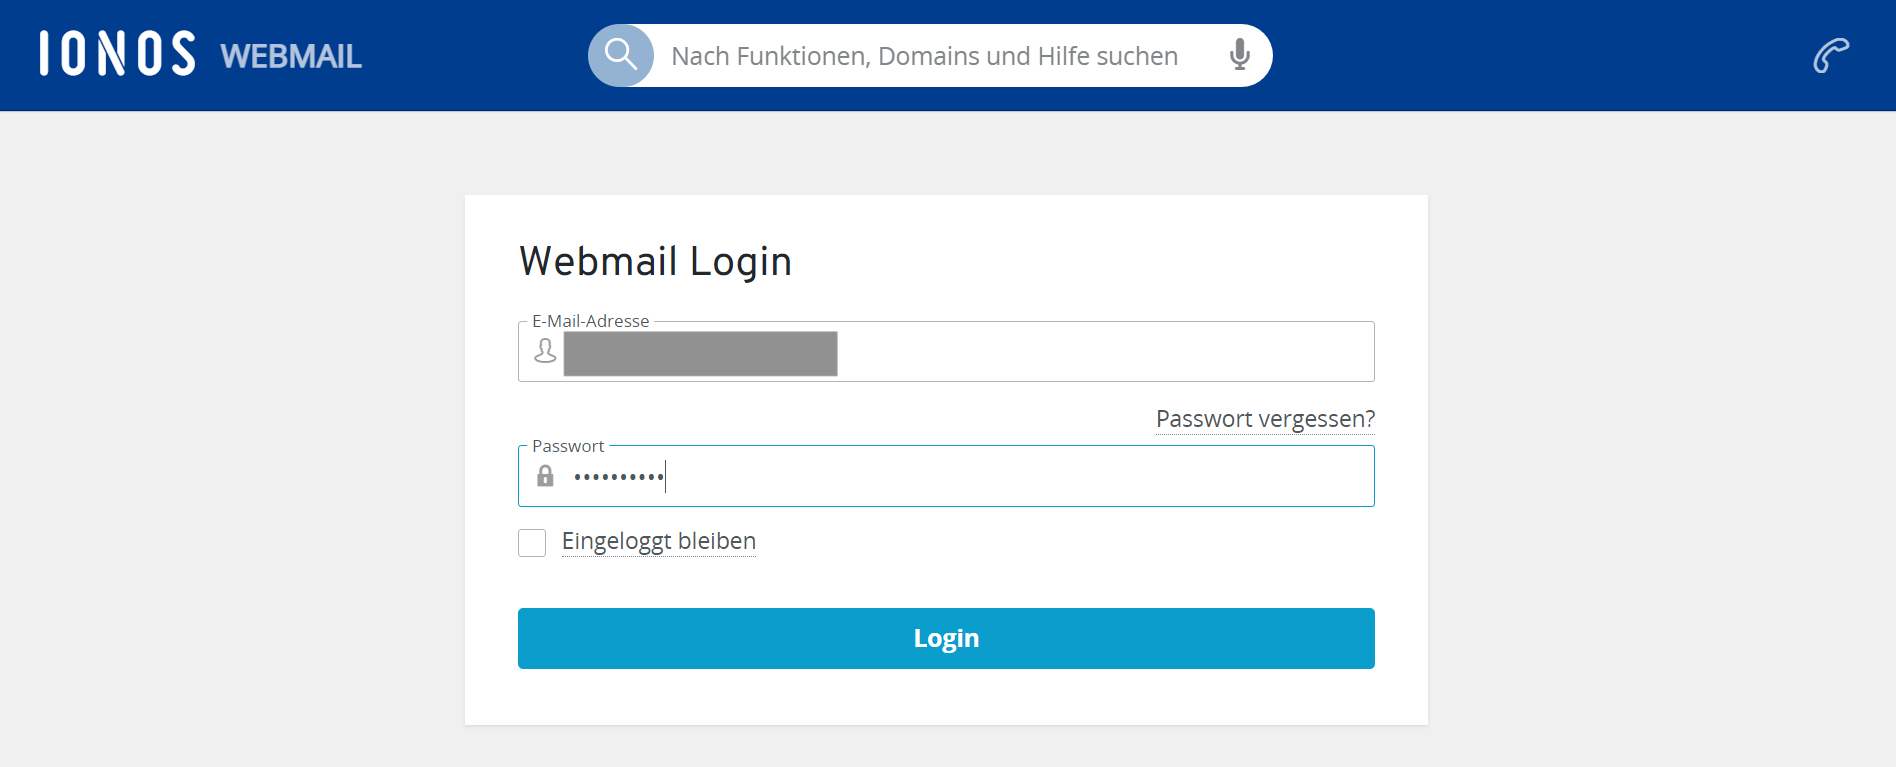 IONOS WEBMAIL
Nach Funktionen, Domains und Hilfe suchen
Webmail Login
E-Mail-Adresse
Passwort vergessen?
Passwort
••••••••••
Eingeloggt bleiben
Login